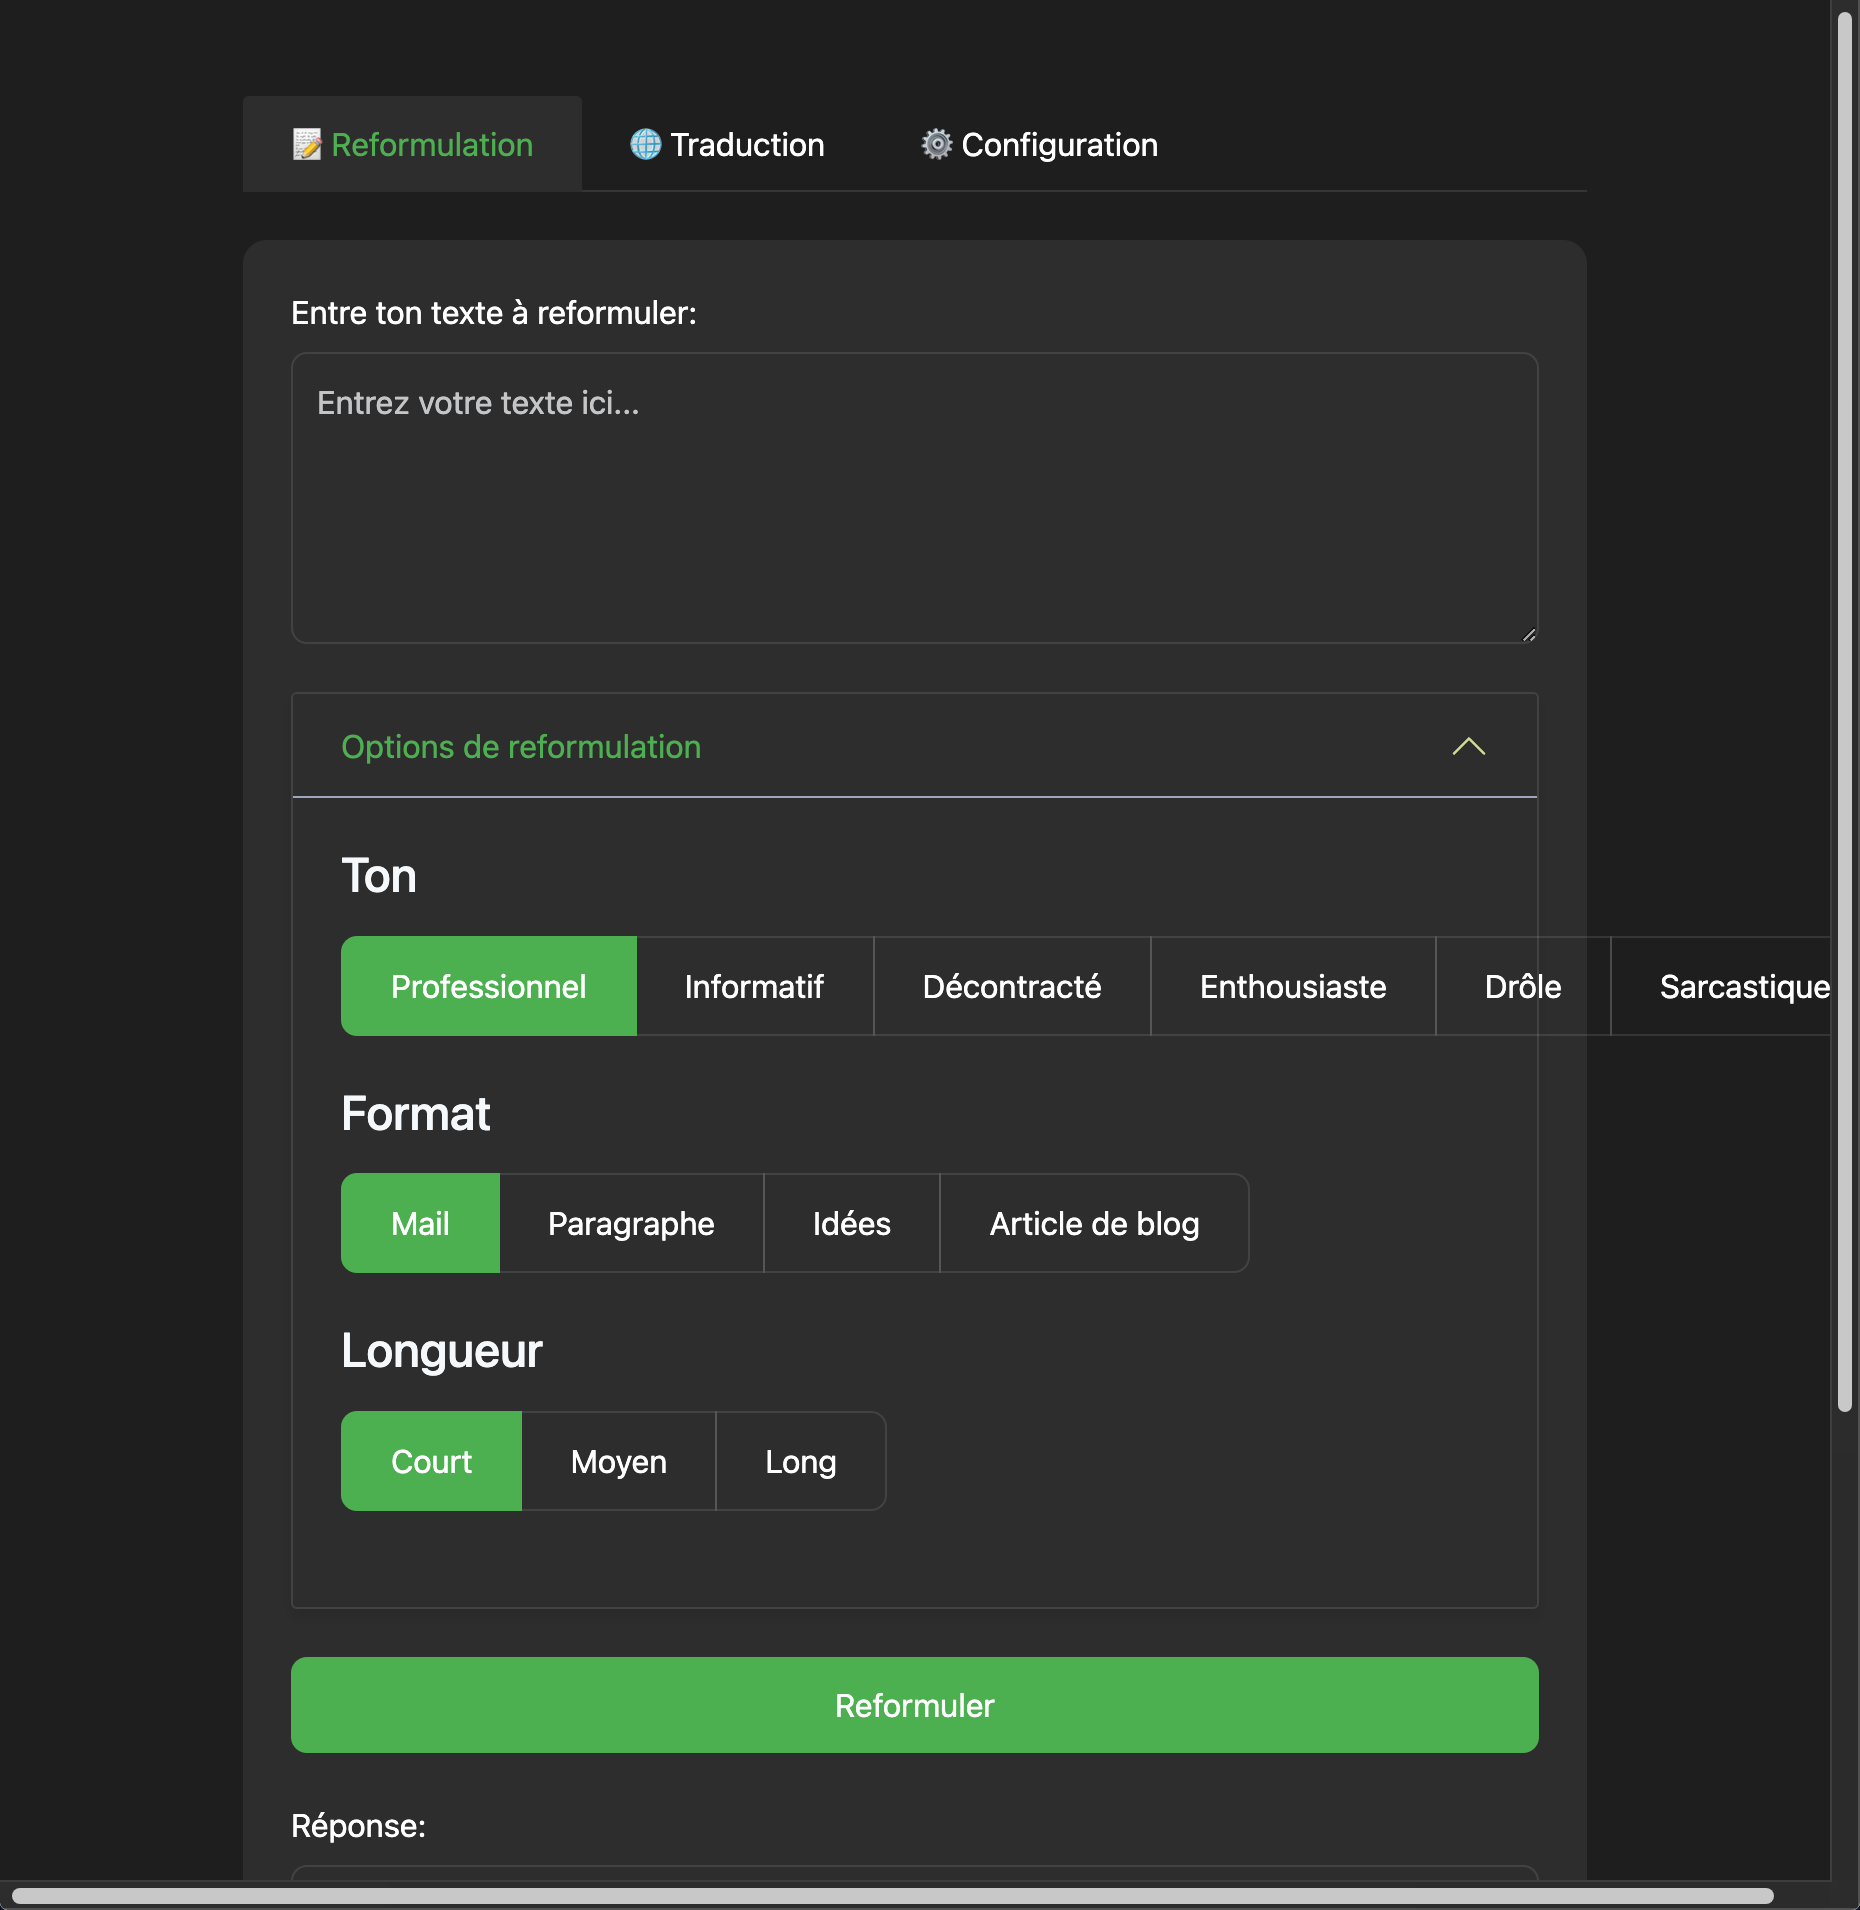 📝 Reformulation 🌐 Traduction ⚙️ Configuration
Entre ton texte à reformuler:
Entrez votre texte ici...
Options de reformulation
Ton
Professionnel Informatif Décontracté Enthousiaste Drôle Sarcastique
Format
Mail Paragraphe Idées Article de blog
Longueur
Court Moyen Long
Reformuler
Réponse: